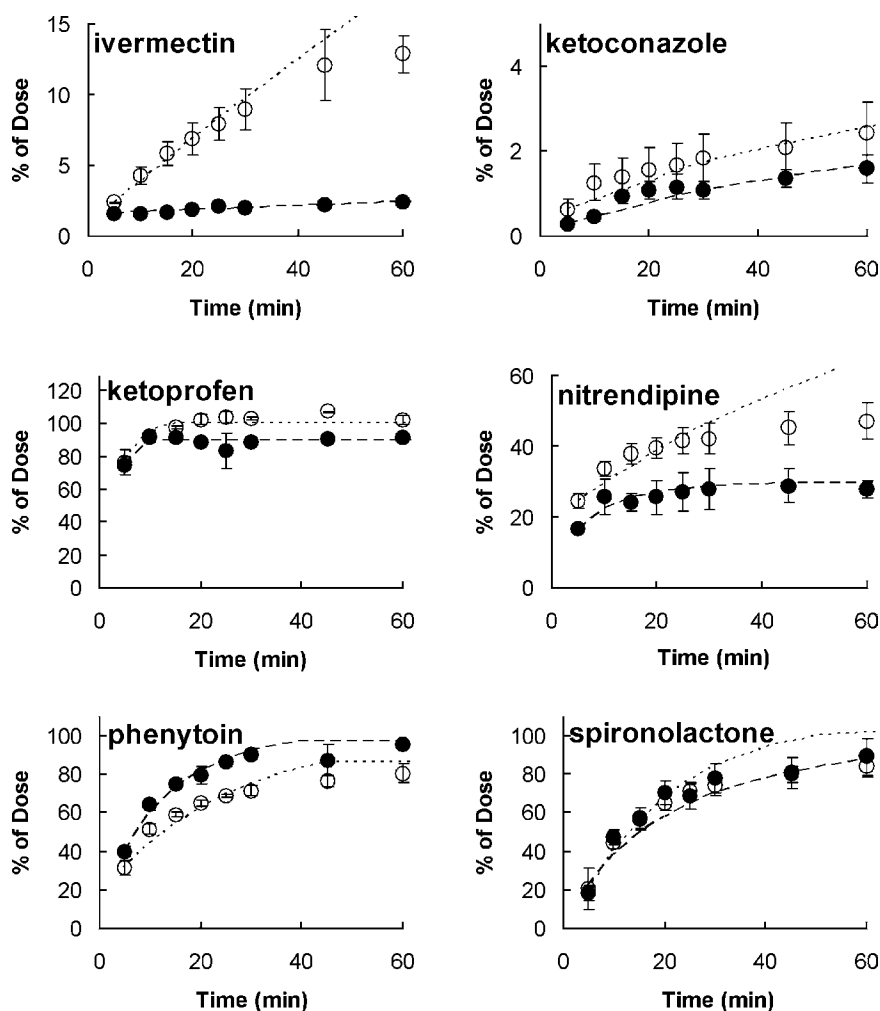 ivermectin
% of Dose
15
10
5
0
0 20 40 60
Time (min)
ketoconazole
% of Dose
4
2
0
0 20 40 60
Time (min)
ketoprofen
% of Dose
120
100
80
60
40
20
0
0 20 40 60
Time (min)
nitrendipine
% of Dose
60
40
20
0
0 20 40 60
Time (min)
phenytoin
% of Dose
100
80
60
40
20
0
0 20 40 60
Time (min)
spironolactone
% of Dose
100
80
60
40
20
0
0 20 40 60
Time (min)